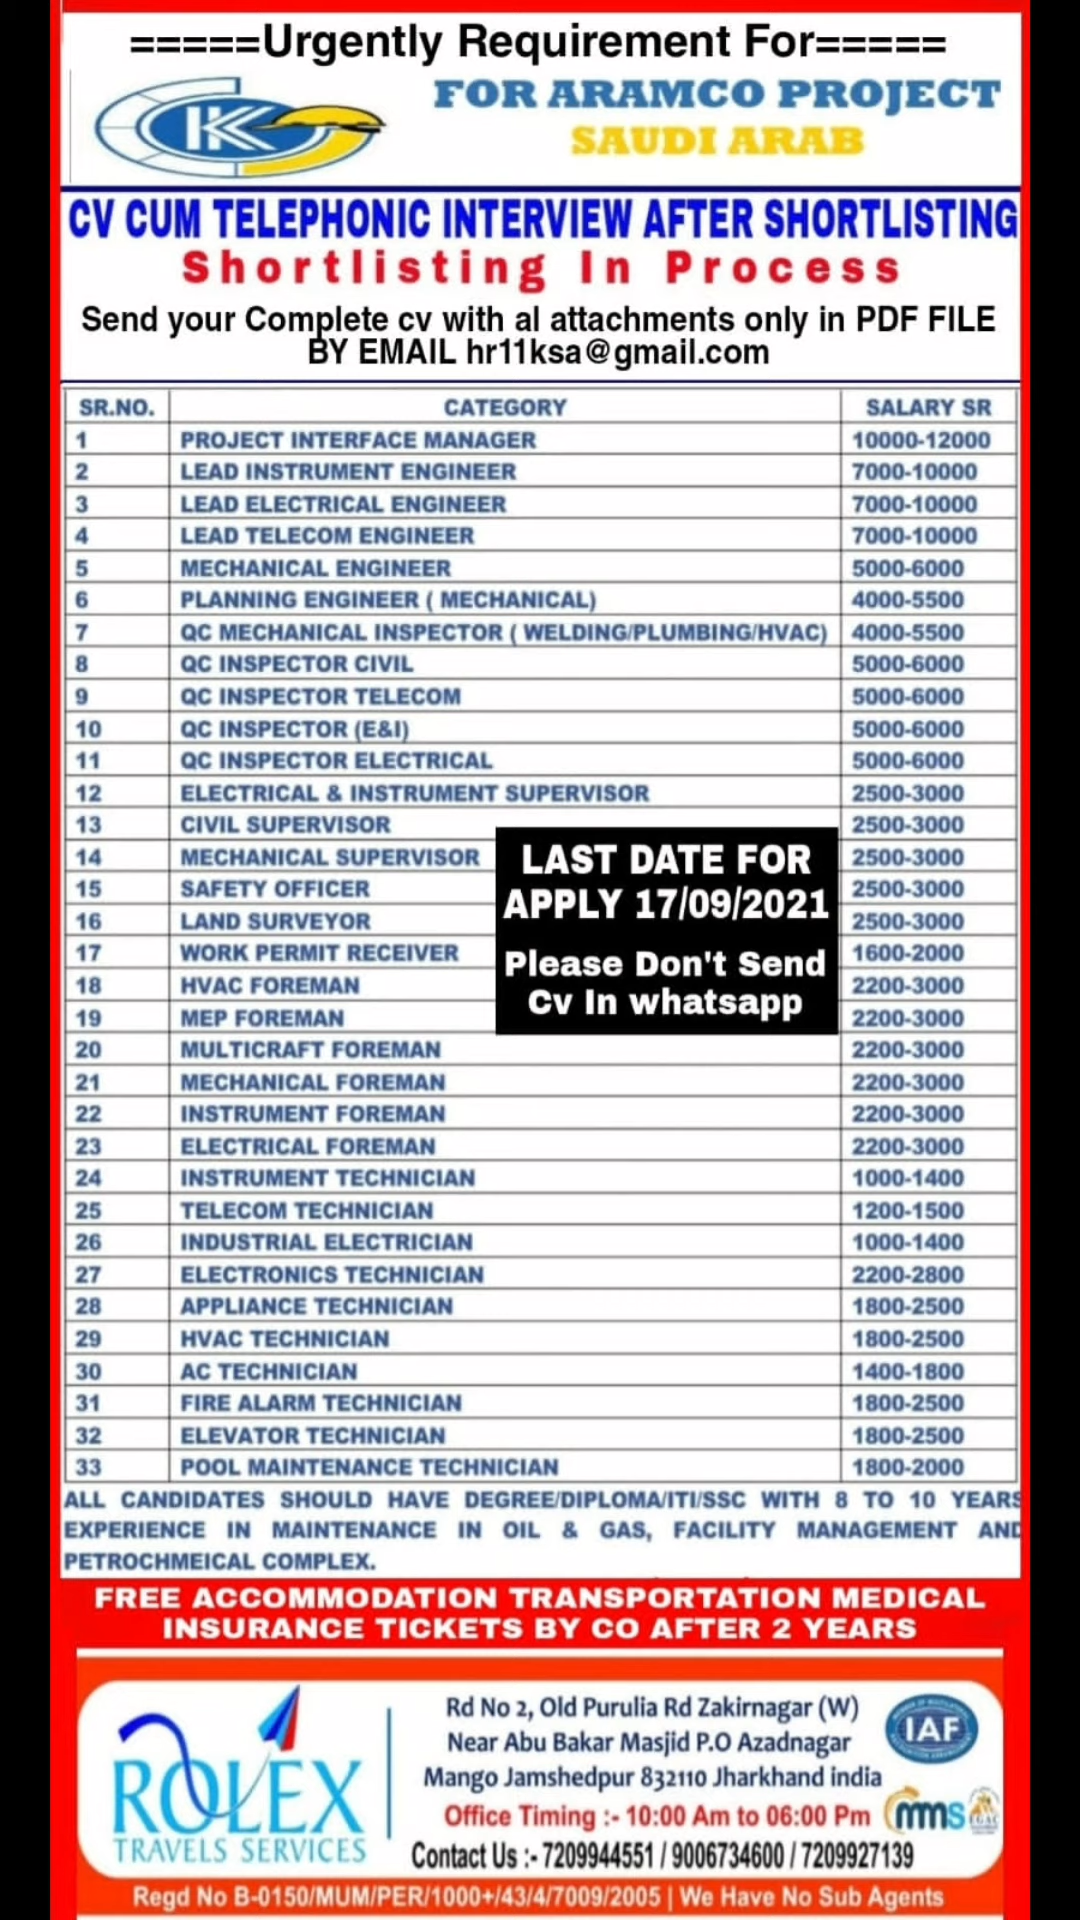 =====Urgently Requirement For=====
KK
FOR ARAMCO PROJECT
SAUDI ARAB
CV CUM TELEPHONIC INTERVIEW AFTER SHORTLISTING
Shortlisting In Process
Send your Complete cv with al attachments only in PDF FILE
BY EMAIL hr11ksa@gmail.com
SR.NO. CATEGORY SALARY SR
1 PROJECT INTERFACE MANAGER 10000-12000
2 LEAD INSTRUMENT ENGINEER 7000-10000
3 LEAD ELECTRICAL ENGINEER 7000-10000
4 LEAD TELECOM ENGINEER 7000-10000
5 MECHANICAL ENGINEER 5000-6000
6 PLANNING ENGINEER ( MECHANICAL) 4000-5500
7 QC MECHANICAL INSPECTOR ( WELDING/PLUMBING/HVAC) 4000-5500
8 QC INSPECTOR CIVIL 5000-6000
9 QC INSPECTOR TELECOM 5000-6000
10 QC INSPECTOR (E&I) 5000-6000
11 QC INSPECTOR ELECTRICAL 5000-6000
12 ELECTRICAL & INSTRUMENT SUPERVISOR 2500-3000
13 CIVIL SUPERVISOR 2500-3000
14 MECHANICAL SUPERVISOR 2500-3000
15 SAFETY OFFICER 2500-3000
16 LAND SURVEYOR 2500-3000
17 WORK PERMIT RECEIVER 1600-2000
18 HVAC FOREMAN 2200-3000
19 MEP FOREMAN 2200-3000
LAST DATE FOR
APPLY 17/09/2021
Please Don't Send
Cv In whatsapp
20 MULTICRAFT FOREMAN 2200-3000
21 MECHANICAL FOREMAN 2200-3000
22 INSTRUMENT FOREMAN 2200-3000
23 ELECTRICAL FOREMAN 2200-3000
24 INSTRUMENT TECHNICIAN 1000-1400
25 TELECOM TECHNICIAN 1200-1500
26 INDUSTRIAL ELECTRICIAN 1000-1400
27 ELECTRONICS TECHNICIAN 2200-2800
28 APPLIANCE TECHNICIAN 1800-2500
29 HVAC TECHNICIAN 1800-2500
30 AC TECHNICIAN 1400-1800
31 FIRE ALARM TECHNICIAN 1800-2500
32 ELEVATOR TECHNICIAN 1800-2500
33 POOL MAINTENANCE TECHNICIAN 1800-2000
ALL CANDIDATES SHOULD HAVE DEGREE/DIPLOMA/ITI/SSC WITH 8 TO 10 YEARS
EXPERIENCE IN MAINTENANCE IN OIL & GAS, FACILITY MANAGEMENT AND
PETROCHMEICAL COMPLEX.
FREE ACCOMMODATION TRANSPORTATION MEDICAL
INSURANCE TICKETS BY CO AFTER 2 YEARS
ROLEX
TRAVELS SERVICES
Rd No 2, Old Purulia Rd Zakirnagar (W)
Near Abu Bakar Masjid P.O Azadnagar
Mango Jamshedpur 832110 Jharkhand india
Office Timing :- 10:00 Am to 06:00 Pm
Contact Us :- 7209944551 / 9006734600 / 7209927139
IAF
mms
Regd No B-0150/MUM/PER/1000+/43/4/7009/2005 | We Have No Sub Agents